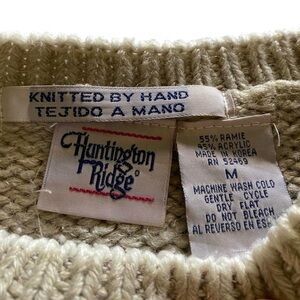 KNITTED BY HAND
TEJIDO A MANO
Huntington
Ridge®
55% RAMIE
45% ACRYLIC
MADE IN KOREA
RN 52469
M
MACHINE WASH COLD
GENTLE CYCLE
DRY FLAT
DO NOT BLEACH
AL REVERSO EN